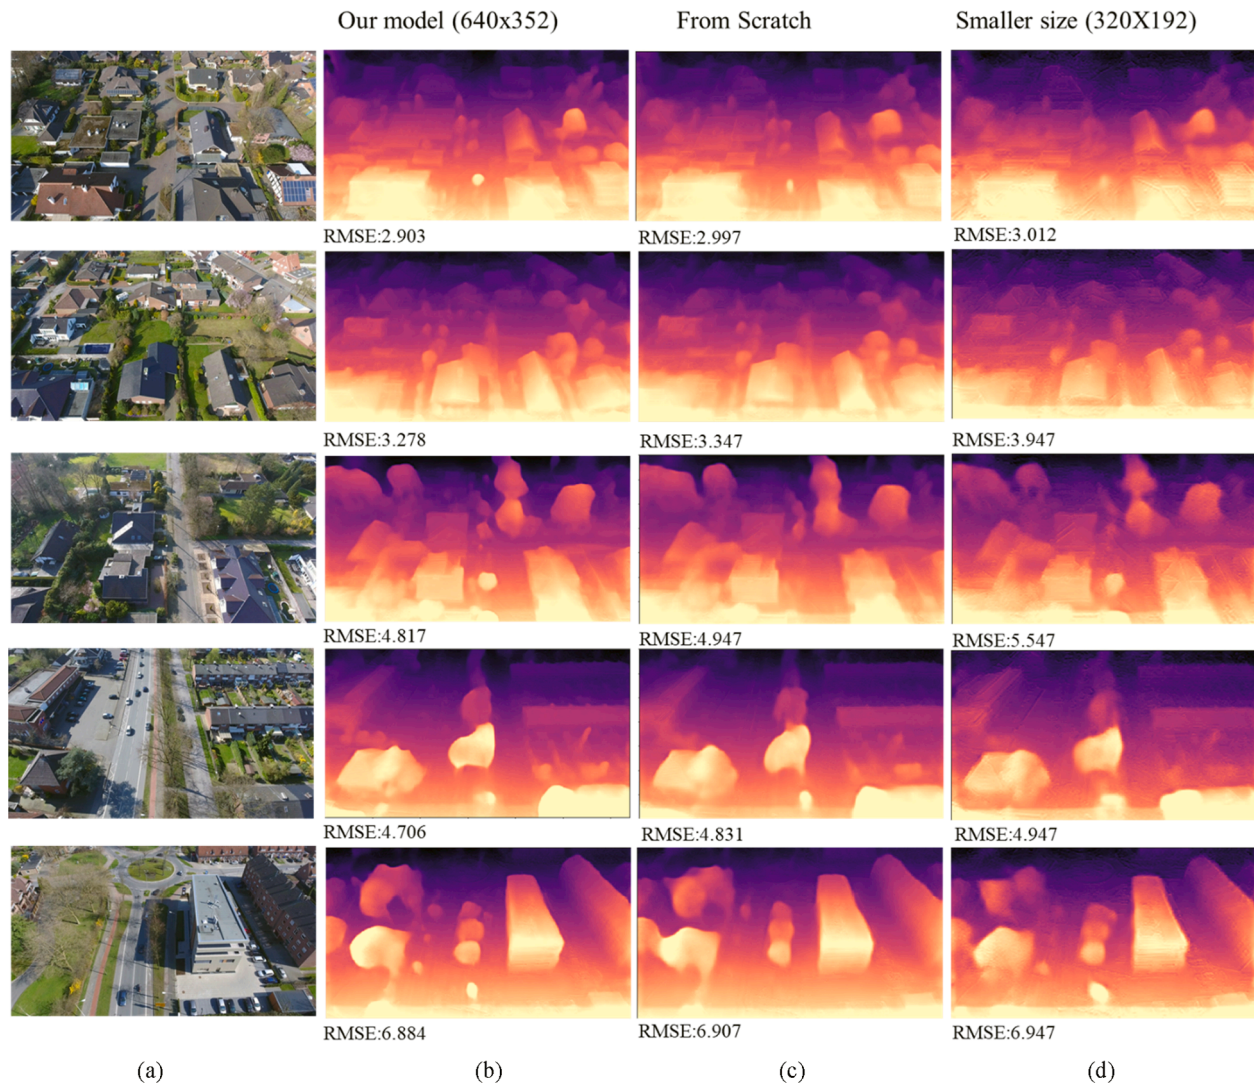 Our model (640x352) From Scratch Smaller size (320X192)
RMSE:2.903 RMSE:2.997 RMSE:3.012
RMSE:3.278 RMSE:3.347 RMSE:3.947
RMSE:4.817 RMSE:4.947 RMSE:5.547
RMSE:4.706 RMSE:4.831 RMSE:4.947
RMSE:6.884 RMSE:6.907 RMSE:6.947
(a) (b) (c) (d)